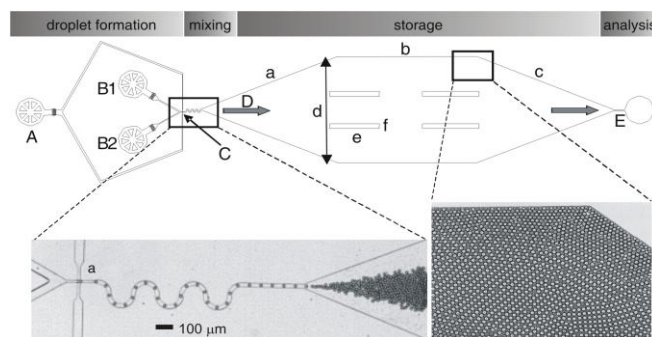 droplet formation mixing storage analysis
b
a c
B1 D
A d f E
B2 e
C
a
100 μm